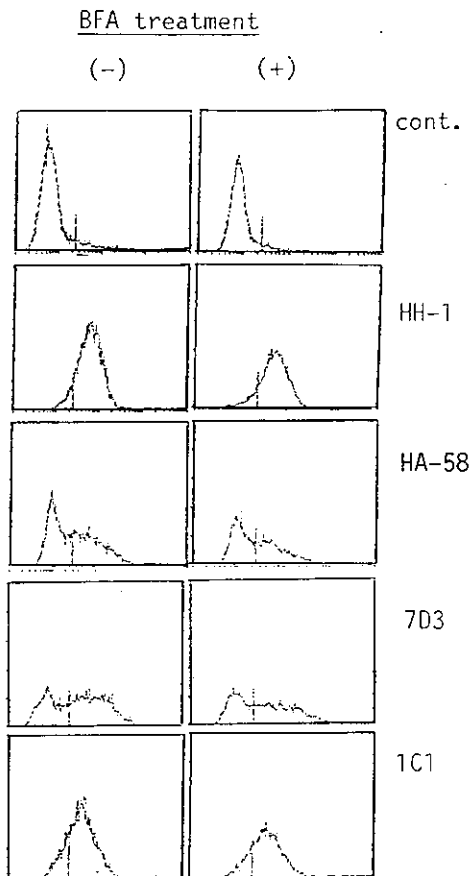 BFA treatment
(-) (+)
cont.
HH-1
HA-58
7D3
1C1